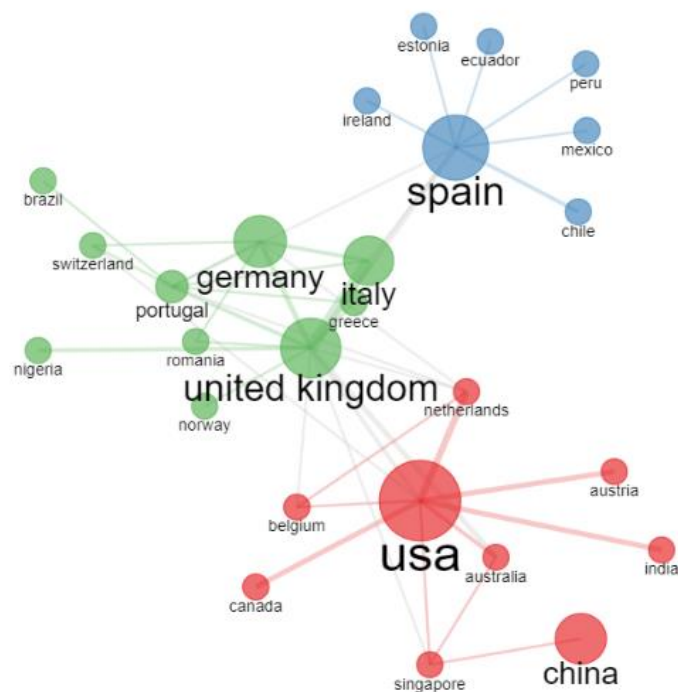 estonia
ecuador
peru
ireland
mexico
spain
chile
brazil
switzerland
germany
italy
portugal
greece
romania
nigeria
united kingdom
norway
netherlands
austria
belgium
usa
australia
india
canada
china
singapore